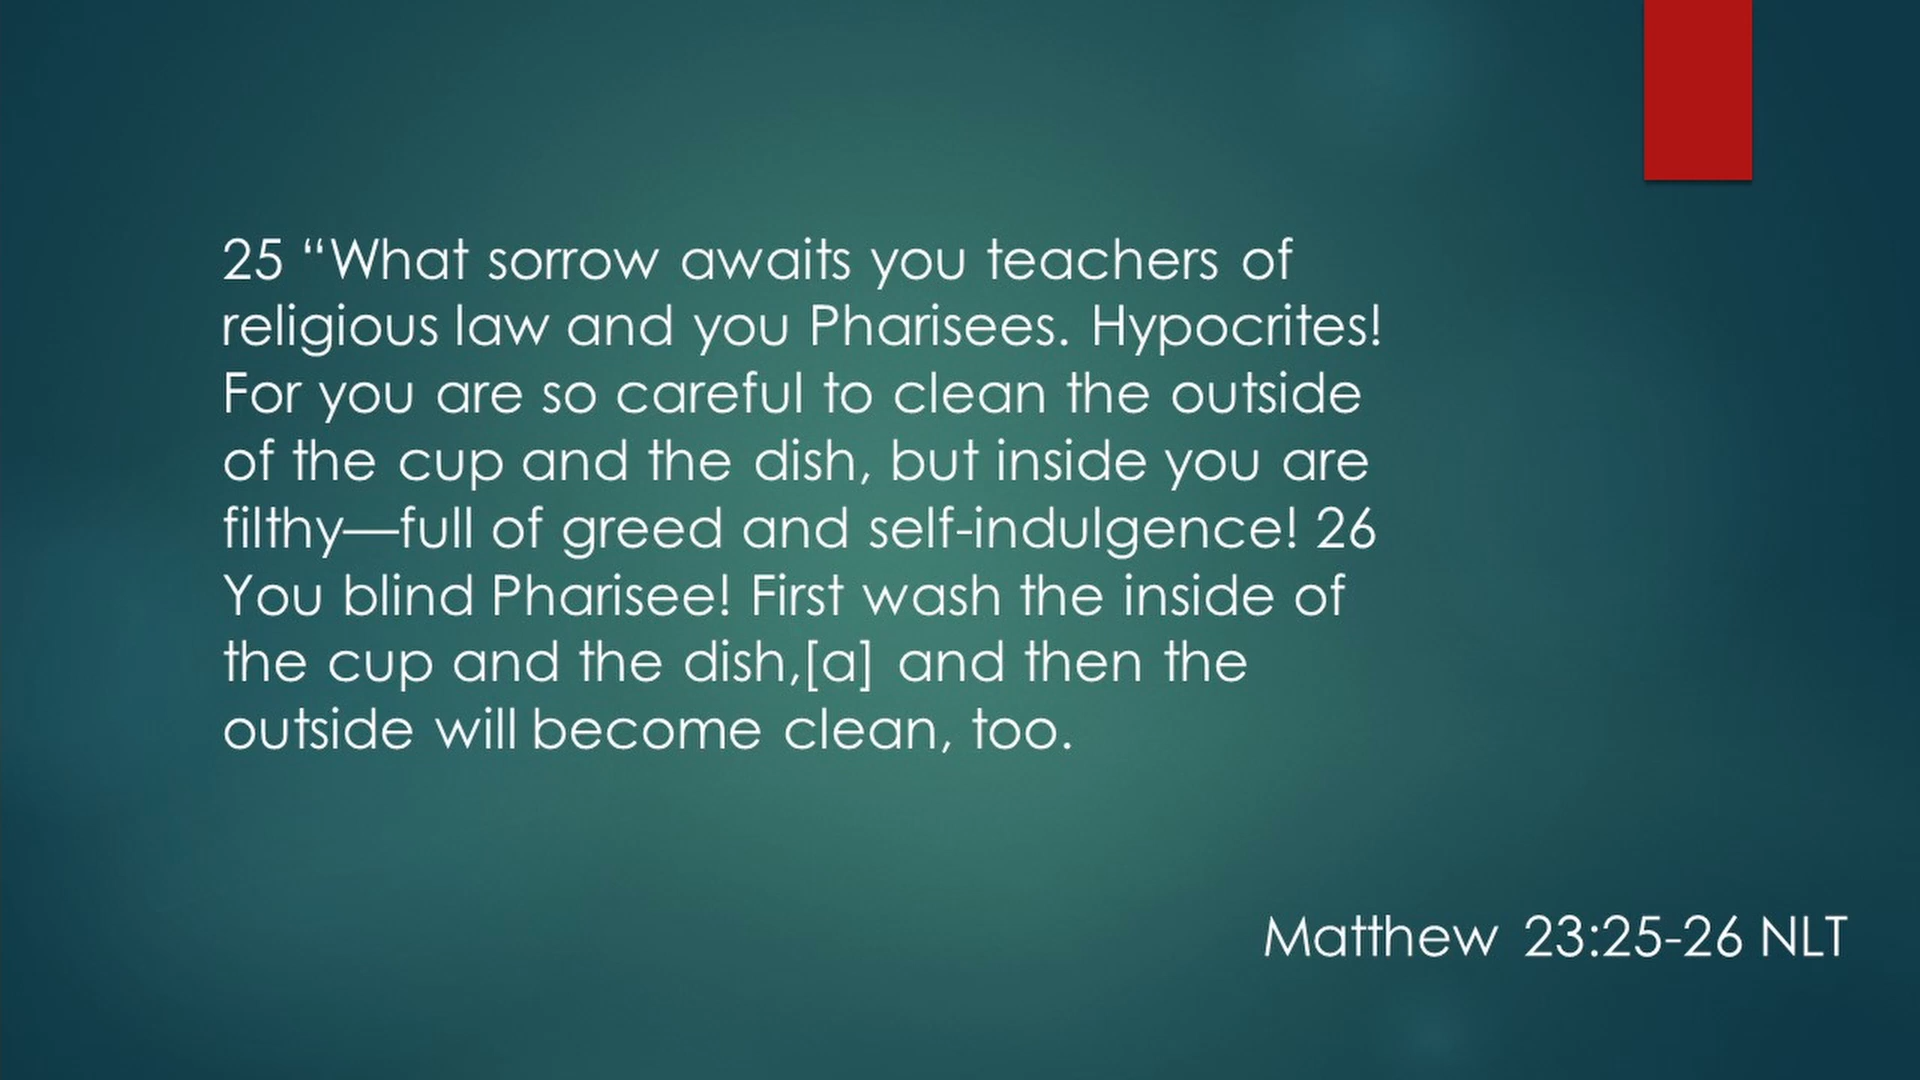 25 “What sorrow awaits you teachers of
religious law and you Pharisees. Hypocrites!
For you are so careful to clean the outside
of the cup and the dish, but inside you are
filthy—full of greed and self-indulgence! 26
You blind Pharisee! First wash the inside of
the cup and the dish,[a] and then the
outside will become clean, too.
Matthew 23:25-26 NLT